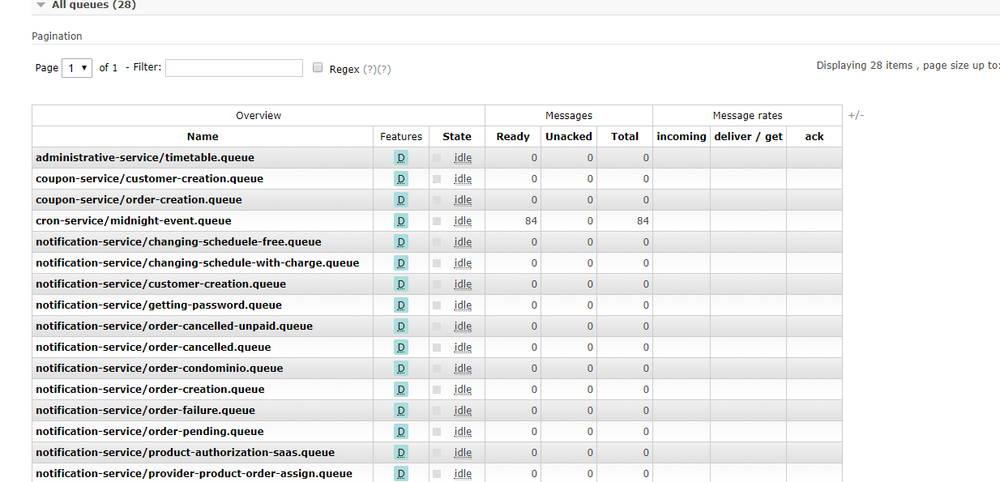 All queues (28)
Pagination
Page 1 of 1 - Filter: Regex (?)(?)
Displaying 28 items , page size up to:
Overview Messages Message rates +/-
Name Features State Ready Unacked Total incoming deliver / get ack
administrative-service/timetable.queue D idle 0 0 0
coupon-service/customer-creation.queue D idle 0 0 0
coupon-service/order-creation.queue D idle 0 0 0
cron-service/midnight-event.queue D idle 84 0 84
notification-service/changing-scheduele-free.queue D idle 0 0 0
notification-service/changing-schedule-with-charge.queue D idle 0 0 0
notification-service/customer-creation.queue D idle 0 0 0
notification-service/getting-password.queue D idle 0 0 0
notification-service/order-cancelled-unpaid.queue D idle 0 0 0
notification-service/order-cancelled.queue D idle 0 0 0
notification-service/order-condominio.queue D idle 0 0 0
notification-service/order-creation.queue D idle 0 0 0
notification-service/order-failure.queue D idle 0 0 0
notification-service/order-pending.queue D idle 0 0 0
notification-service/product-authorization-saas.queue D idle 0 0 0
notification-service/provider-product-order-assign.queue D idle 0 0 0